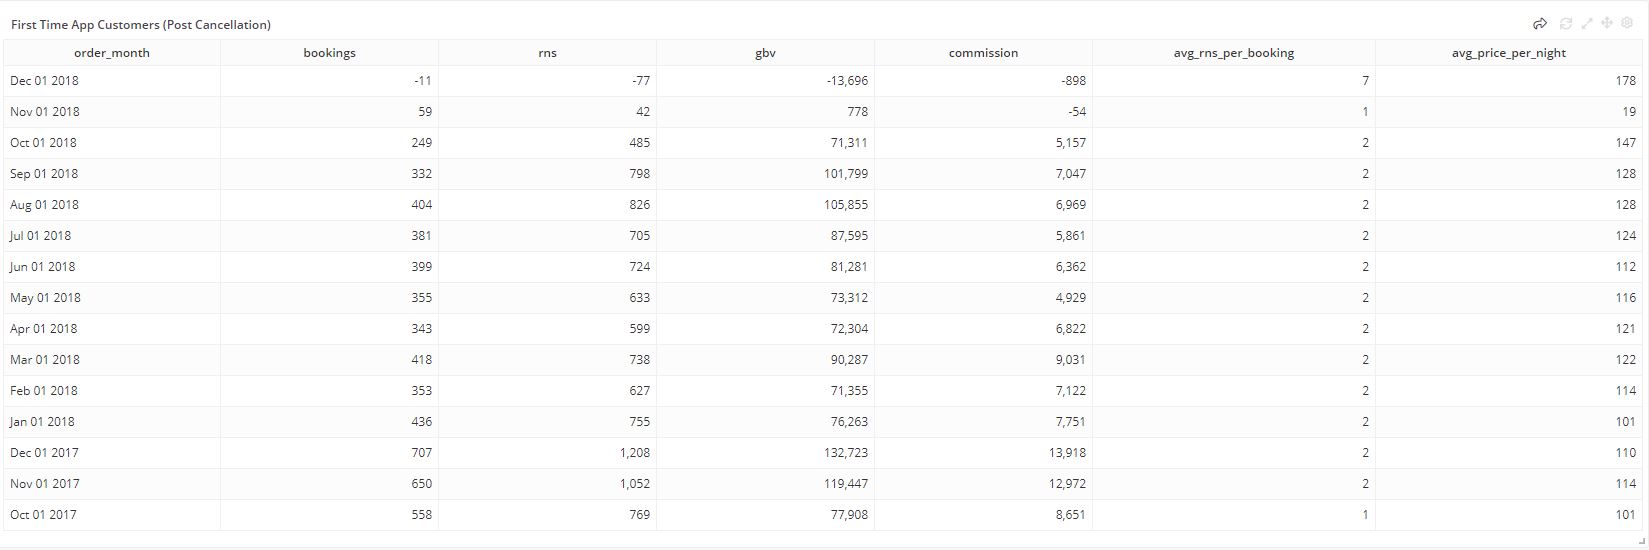 First Time App Customers (Post Cancellation)
order_month bookings rns gbv commission avg_rns_per_booking avg_price_per_night
Dec 01 2018 -11 -77 -13,696 -898 7 178
Nov 01 2018 59 42 778 -54 1 19
Oct 01 2018 249 485 71,311 5,157 2 147
Sep 01 2018 332 798 101,799 7,047 2 128
Aug 01 2018 404 826 105,855 6,969 2 128
Jul 01 2018 381 705 87,595 5,861 2 124
Jun 01 2018 399 724 81,281 6,362 2 112
May 01 2018 355 633 73,312 4,929 2 116
Apr 01 2018 343 599 72,304 6,822 2 121
Mar 01 2018 418 738 90,287 9,031 2 122
Feb 01 2018 353 627 71,355 7,122 2 114
Jan 01 2018 436 755 76,263 7,751 2 101
Dec 01 2017 707 1,208 132,723 13,918 2 110
Nov 01 2017 650 1,052 119,447 12,972 2 114
Oct 01 2017 558 769 77,908 8,651 1 101